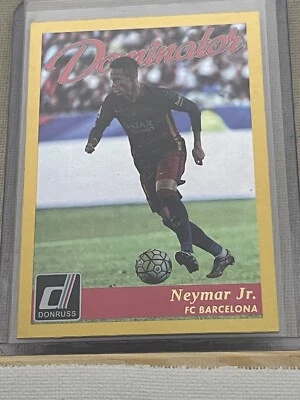 Dominator
Neymar Jr.
FC BARCELONA
DONRUSS